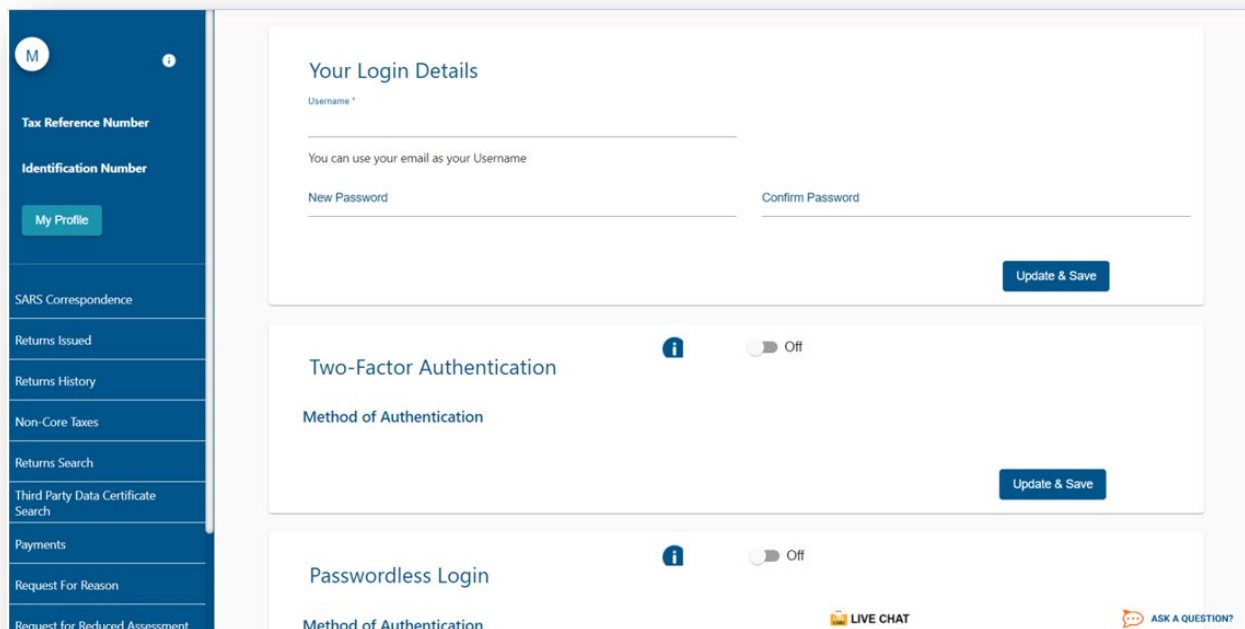 M
i
Tax Reference Number
Identification Number
My Profile
SARS Correspondence
Returns Issued
Returns History
Non-Core Taxes
Returns Search
Third Party Data Certificate
Search
Payments
Request For Reason
Request for Reduced Assessment
Your Login Details
Username *
You can use your email as your Username
New Password
Confirm Password
Update & Save
i
Off
Two-Factor Authentication
Method of Authentication
Update & Save
i
Off
Passwordless Login
Method of Authentication
LIVE CHAT
ASK A QUESTION?